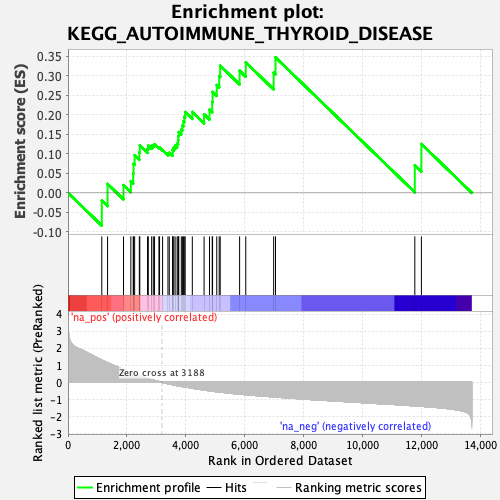 Enrichment plot:
KEGG_AUTOIMMUNE_THYROID_DISEASE
Enrichment score (ES)
0.35
0.30
0.25
0.20
0.15
0.10
0.05
0.00
-0.05
-0.10
'na_pos' (positively correlated)
Ranked list metric (PreRanked)
4
3
2
1
0
-1
-2
-3
Zero cross at 3188
'na_neg' (negatively correlated)
0
2,000
4,000
6,000
8,000
10,000
12,000
14,000
Rank in Ordered Dataset
Enrichment profile
Hits
Ranking metric scores